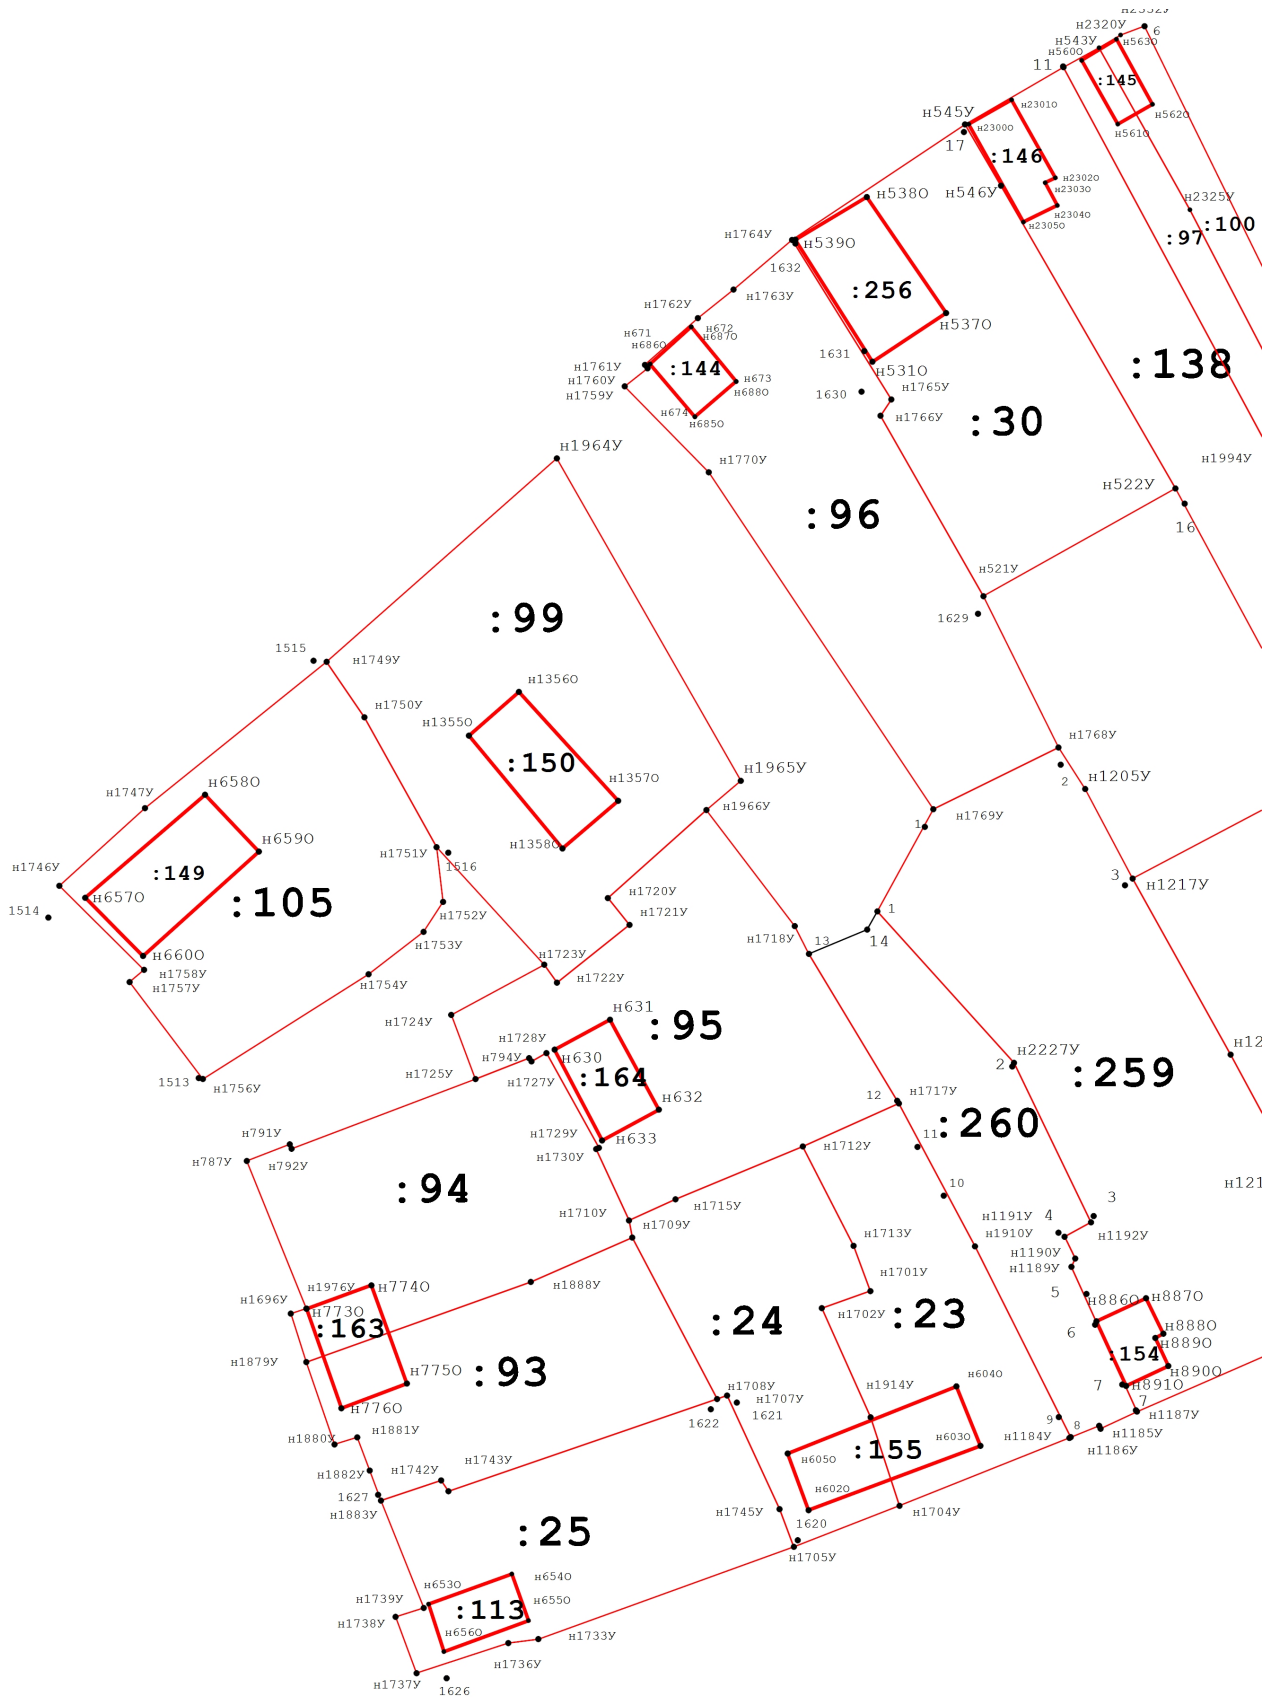 н2332У
н2320У
6
н543У
н563О
н560О
11
:145
н2301О
н562О
н545У
н2300О
н561О
17
:146
н2302О
н546У
н2303О
н538О
н2325У
н2304О
:100
н2305О
:97
н1764У
н539О
1632
:256
н1763У
н1762У
н537О
н672
н671
н687О
н686О
1631
:138
н1761У
:144
н531О
н1760У
н673
1630
н688О
н1765У
н1759У
н674
н685О
н1766У
:30
н1964У
н1770У
н1994У
н522У
:96
16
н521У
:99
1629
1515
н1749У
н1356О
н1750У
н1355О
н1768У
:150
н1965У
2
н1205У
н1357О
н658О
н1747У
н1966У
н1769У
1
н659О
н1358О
н1751У
1516
н1746У
:149
3
н1217У
н657О
:105
н1720У
1514
н1752У
н1721У
1
н1718У
13
14
н1753У
н660О
н1723У
н1758У
н1754У
н1722У
н1757У
н631
:95
н1724У
н1728У
н12
н2227У
н794У
н630
2
:259
н1725У
н1727У
:164
1513
н1756У
12
н1717У
н632
:260
н791У
н1729У
н633
11
н1712У
н787У
н792У
н1730У
10
н121
:94
н1715У
3
н1710У
н1191У
4
н1709У
н1713У
н1910У
н1192У
н1190У
н1976У
н774О
н1888У
н1701У
н1189У
н1696У
н773О
5
н886О
н887О
:163
н1702У
:23
:24
6
н888О
н889О
н1879У
:154
н775О
:93
н890О
н604О
7
н891О
н1708У
н776О
н1707У
н1914У
7
1622
1621
9
н1187У
н1881У
н1880У
н603О
н1184У
8
н1185У
:155
н1186У
н605О
н1882У
н1742У
н1743У
1627
н602О
н1883У
н1745У
1620
н1704У
:25
н1705У
н654О
н653О
н1739У
н655О
н1738У
:113
н656О
н1733У
н1736У
н1737У
1626